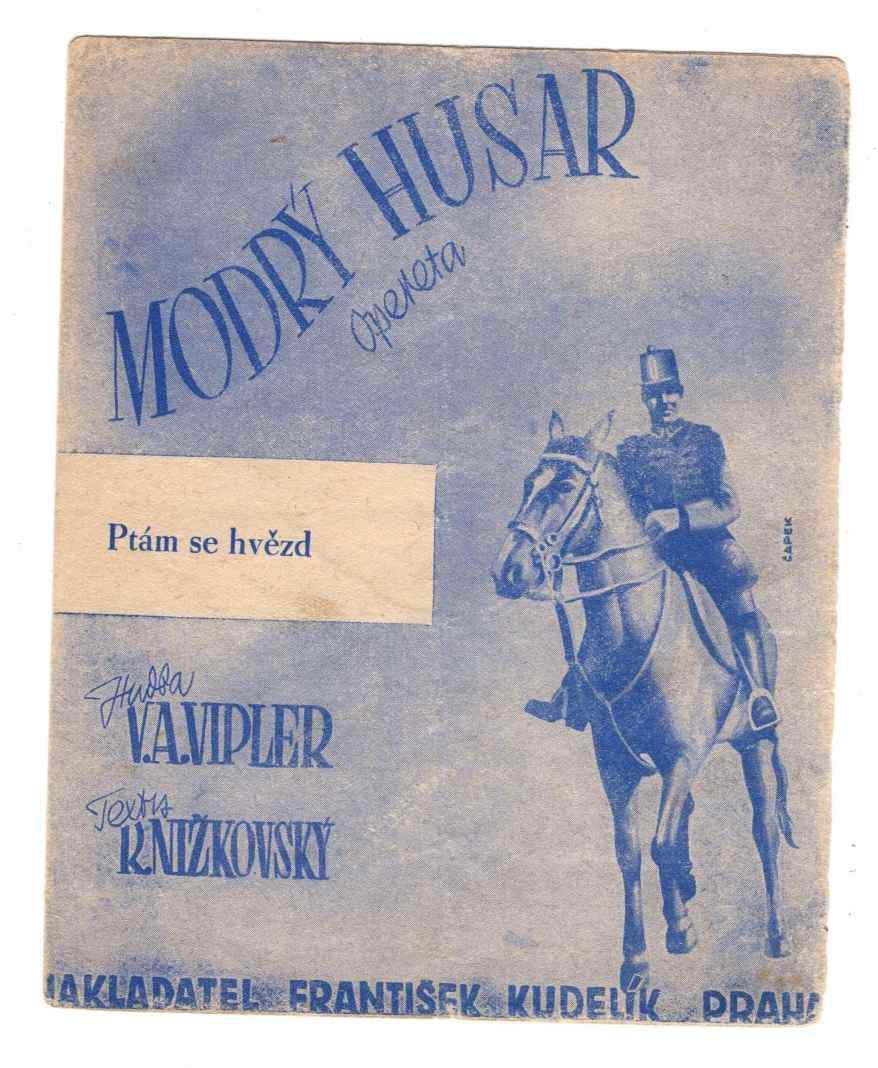 MODRÝ HUSAR
opereta
ČAPEK
Ptám se hvězd
Hudba
V.A.VIPLER
Texty
R.NIŽKOVSKÝ
NAKLADATEL FRANTIŠEK KUDELÍK PRAHA